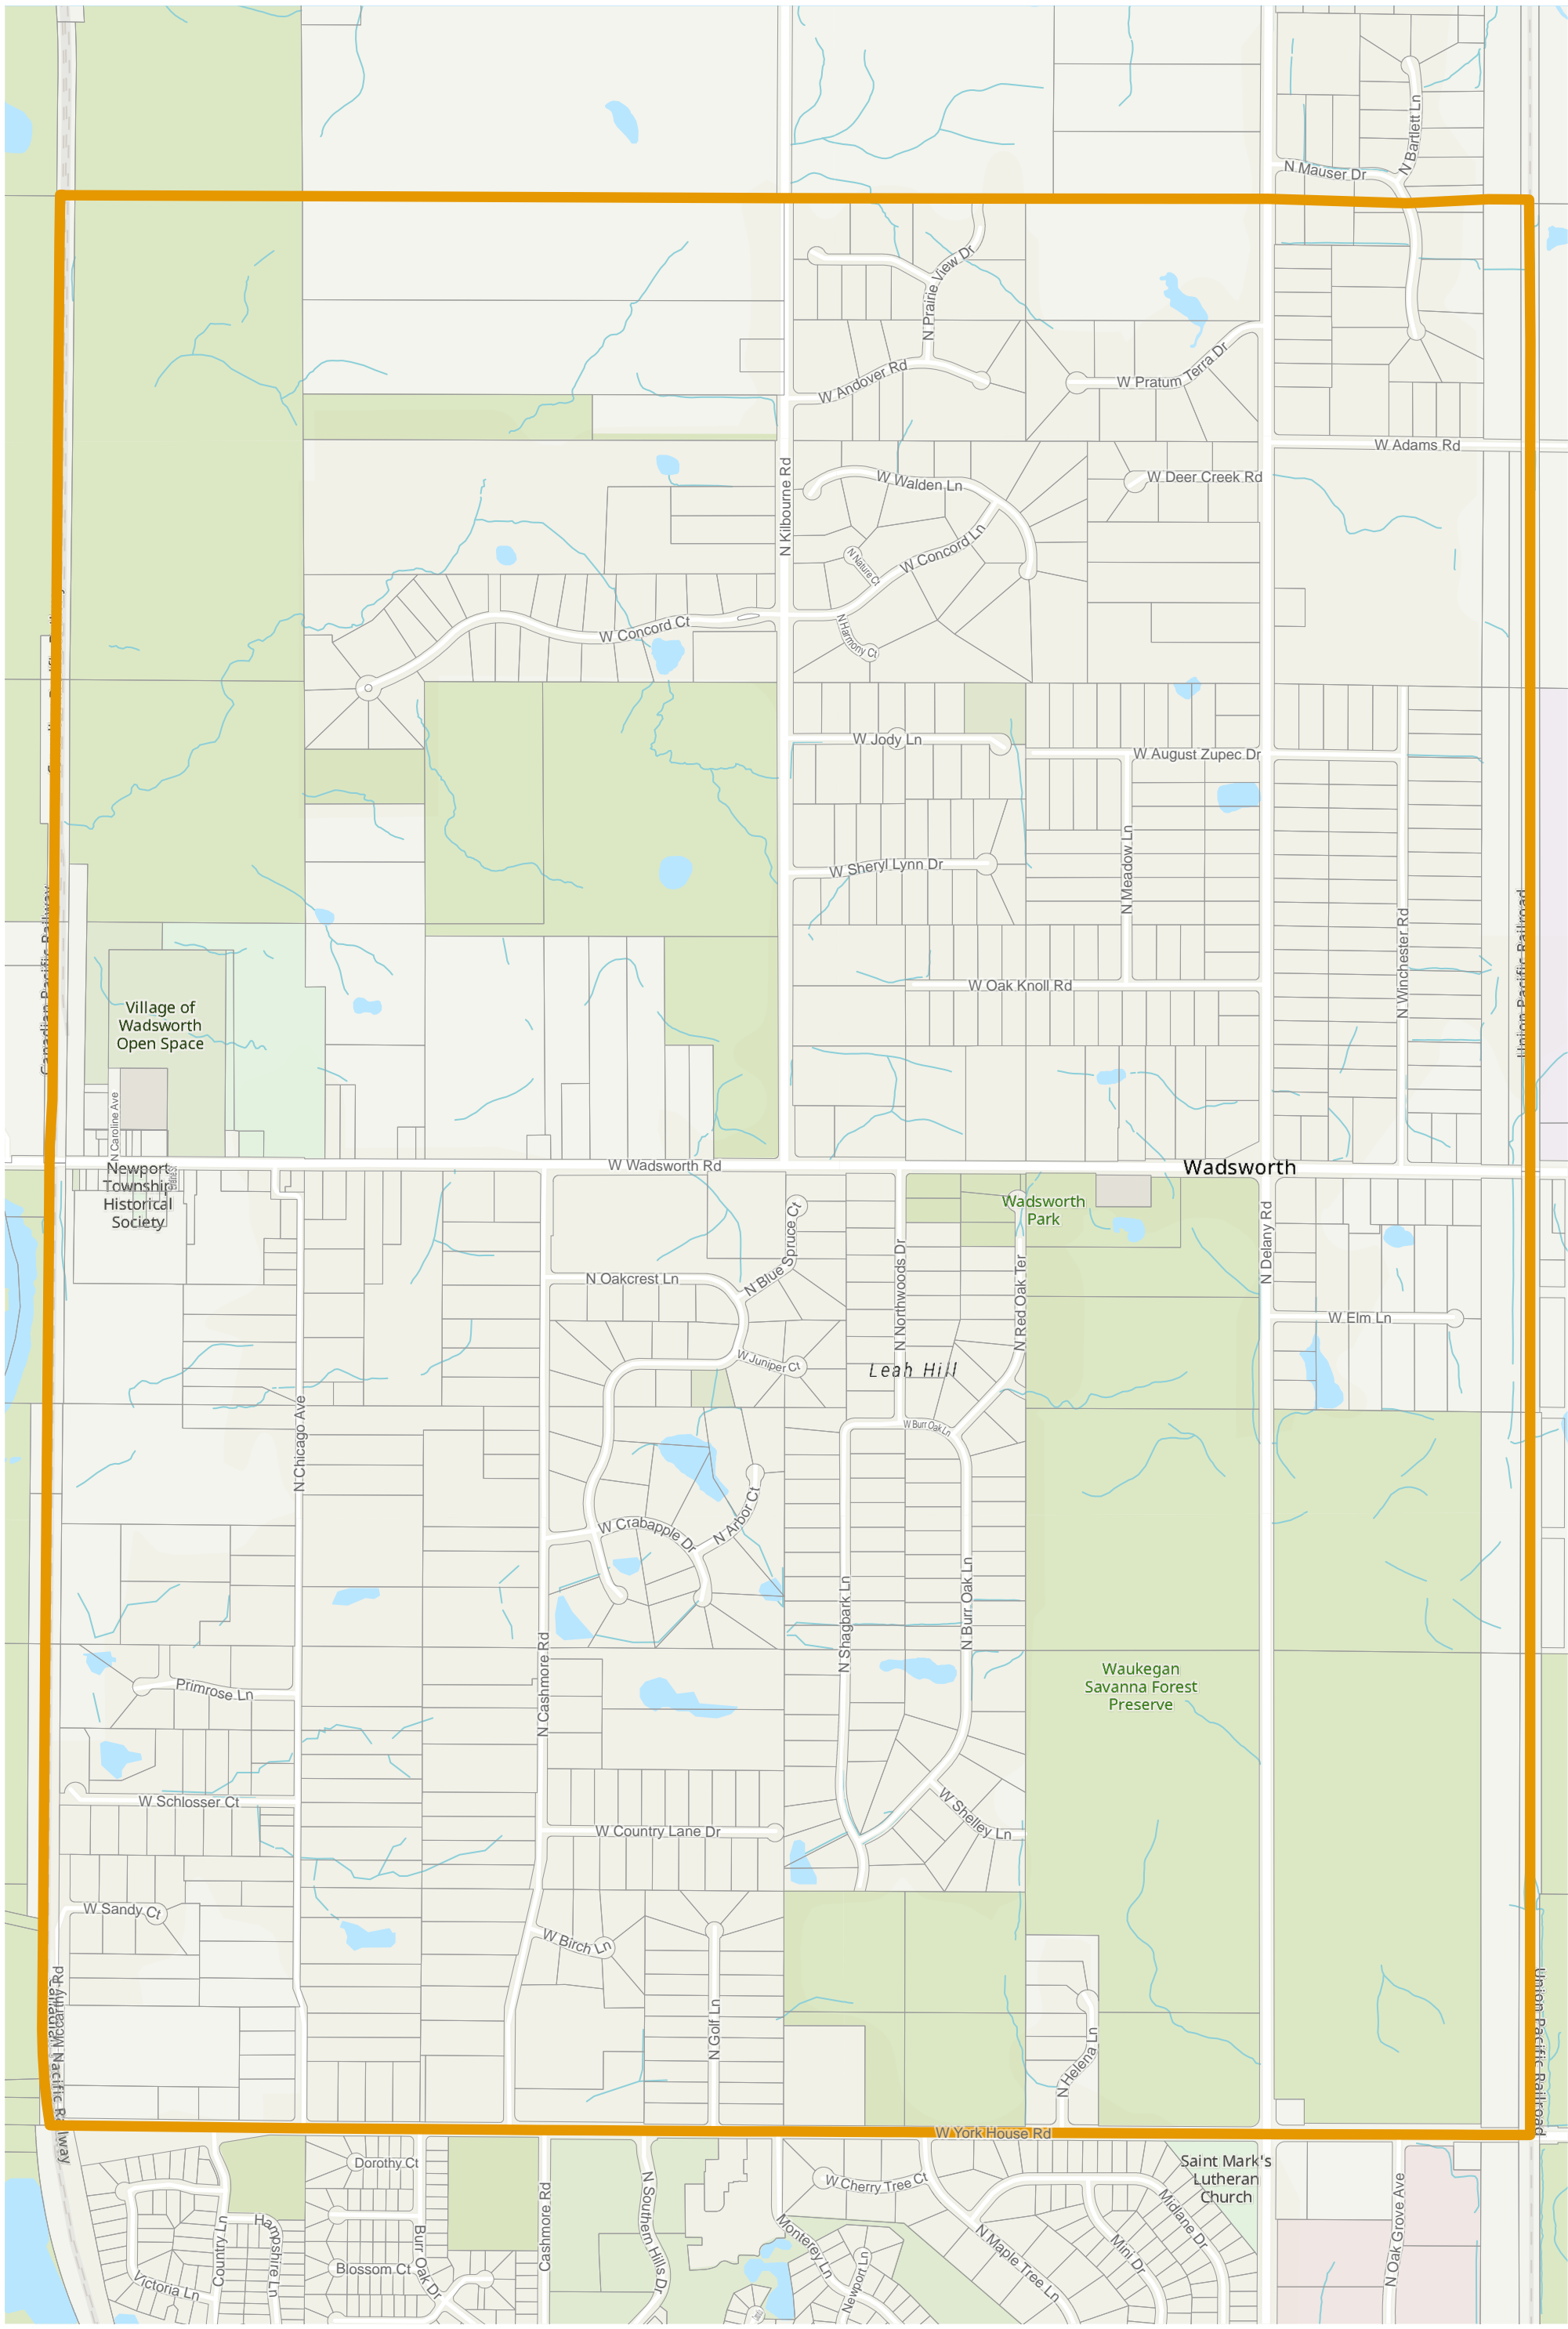 N Bartlett Ln
N Mauser Dr
N Prairie View Dr
W Andover Rd
W Pratum Terra Dr
W Adams Rd
N Kilbourne Rd
W Walden Ln
W Deer Creek Rd
W Concord Ln
N Nature Ct
W Concord Ct
N Harmony Ct
W Jody Ln
W August Zupec Dr
W Sheryl Lynn Dr
N Meadow Ln
N Winchester Rd
Union Pacific Railroad
Canadian Pacific Railway
W Oak Knoll Rd
Village of
Wadsworth
Open Space
N Caroline Ave
W Wadsworth Rd
Wadsworth
Newport
Township
Historical
Society
Wadsworth
Park
N Blue Spruce Ct
N Northwoods Dr
N Red Oak Ter
N Delany Rd
N Oakcrest Ln
W Elm Ln
W Juniper Ct
Leah Hill
N Chicago Ave
W Burr Oak Ln
N Arbor Ct
W Crabapple Dr
N Shagbark Ln
N Burr Oak Ln
N Cashmore Rd
Primrose Ln
Waukegan
Savanna Forest
Preserve
W Schlosser Ct
W Country Lane Dr
W Shelley Ln
W Sandy Ct
W Birch Ln
N Mccarthy Rd
Union Pacific Railroad
N Golf Ln
N Helena Ln
W York House Rd
Dorothy Ct
Saint Mark's
Lutheran
Church
W Cherry Tree Ct
Cashmore Rd
N Southern Hills Dr
Midlane Dr
N Oak Grove Ave
Country Ln
Hampshire Ln
Burr Oak Dr
Monterey Ln
N Maple Tree Ln
Mini Dr
Blossom Ct
Victoria Ln
Newport Ln